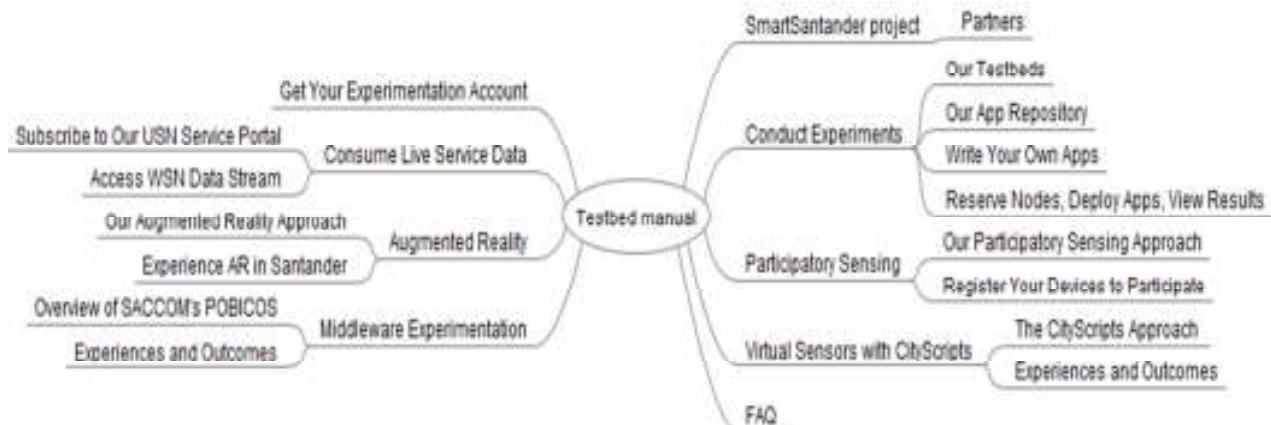 SmartSantander project
Partners
Our Testbeds
Get Your Experimentation Account
Our App Repository
Conduct Experiments
Subscribe to Our USN Service Portal
Consume Live Service Data
Write Your Own Apps
Access WSN Data Stream
Reserve Nodes, Deploy Apps, View Results
Testbed manual
Our Augmented Reality Approach
Augmented Reality
Our Participatory Sensing Approach
Experience AR in Santander
Participatory Sensing
Register Your Devices to Participate
Overview of SACCOM's POBICOS
Middleware Experimentation
The CityScripts Approach
Experiences and Outcomes
Virtual Sensors with CityScripts
Experiences and Outcomes
FAQ